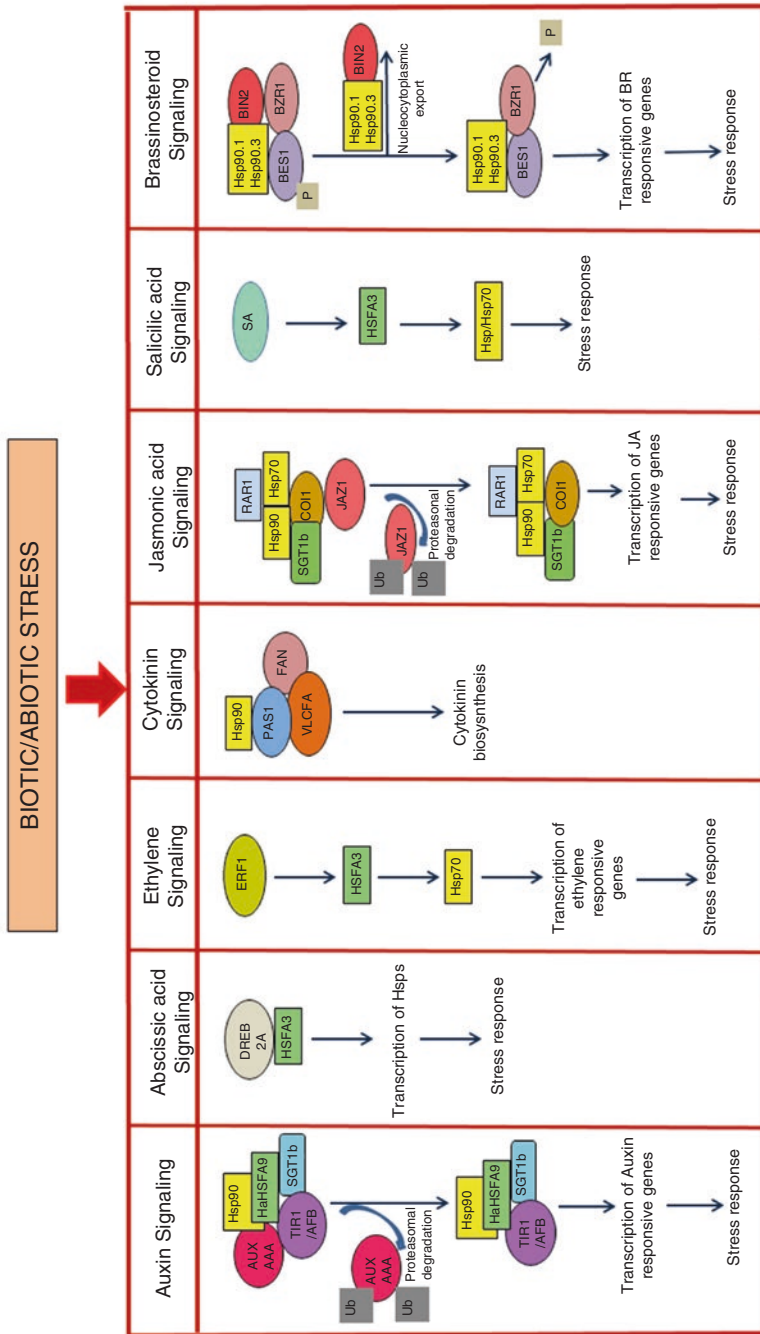 BIOTIC/ABIOTIC STRESS
Auxin Signaling
Hsp90
HaHSFA9
AUX
AAA
SGT1b
TIR1
/AFB
Ub
AUX
AAA
Ub
Proteasomal
degradation
Hsp90
HaHSFA9
SGT1b
TIR1
/AFB
Transcription of Auxin
responsive genes
Stress response
Abscissic acid
Signaling
DREB
2A
HSFA3
Transcription of Hsps
Stress response
Ethylene
Signaling
ERF1
HSFA3
Hsp70
Transcription of
ethylene
responsive
genes
Stress response
Cytokinin
Signaling
Hsp90
PAS1
FAN
VLCFA
Cytokinin
biosysnthesis
Jasmonic acid
Signaling
RAR1
Hsp90
Hsp70
SGT1b
COI1
JAZ1
Ub
JAZ1
Ub
Proteasonal
degradation
RAR1
Hsp90
Hsp70
SGT1b
COI1
Transcription of JA
responsive genes
Stress response
Salicilic acid
Signaling
SA
HSFA3
Hsp/Hsp70
Stress response
Brassinosteroid
Signaling
Hsp90.1
Hsp90.3
BIN2
BZR1
BES1
P
Hsp90.1
Hsp90.3
BIN2
Nucleocytoplasmic
export
Hsp90.1
Hsp90.3
BZR1
BES1
P
Transcription of BR
responsive genes
Stress response